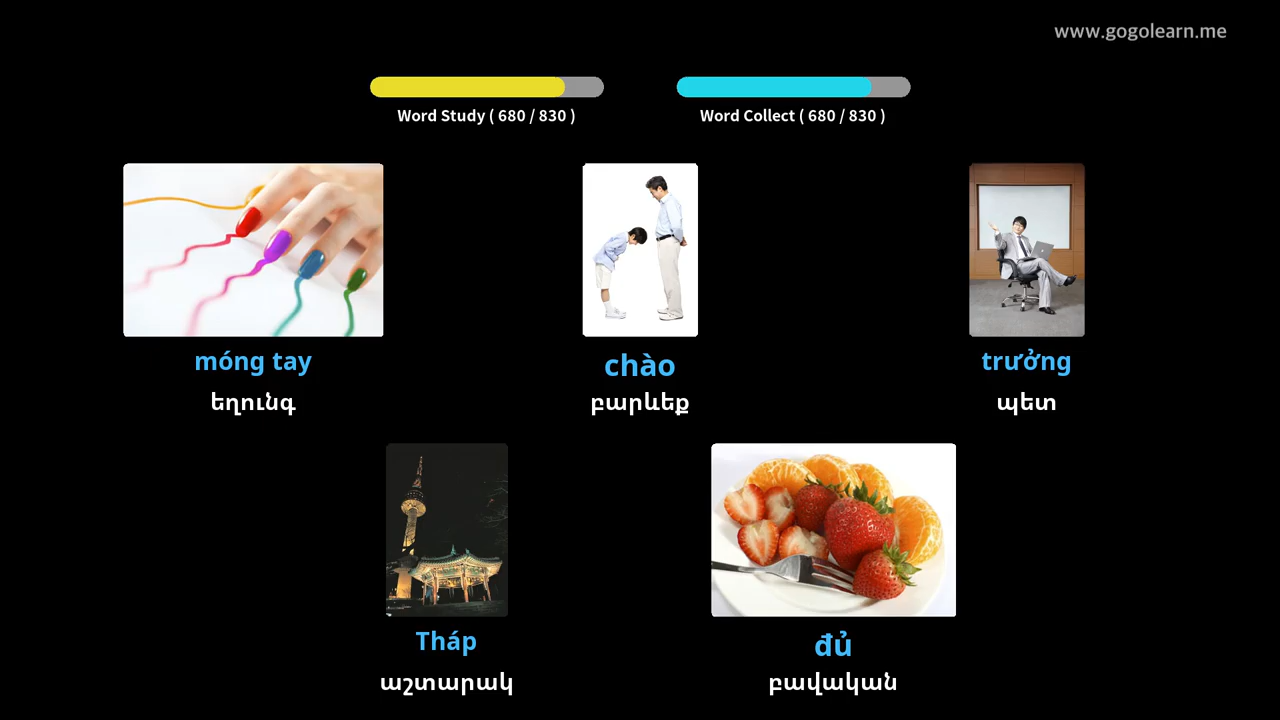 www.gogolearn.me
Word Study ( 680 / 830 )
Word Collect ( 680 / 830 )
móng tay
եղունգ
chào
բարևեք
trưởng
պետ
Tháp
աշտարակ
đủ
բավական